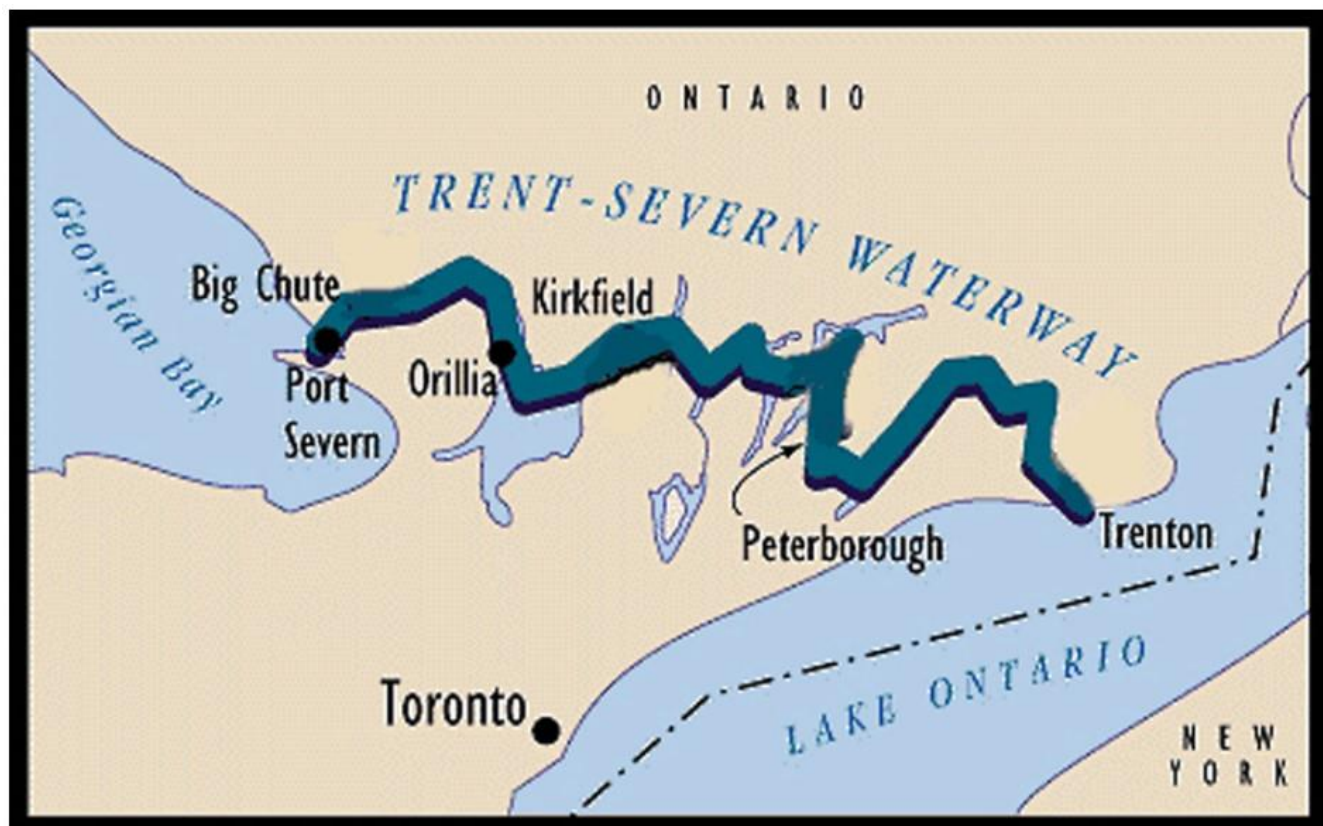 ONTARIO
TRENT-SEVERN WATERWAY
Georgian Bay
Big Chute
Kirkfield
Port
Severn
Orillia
Peterborough
Trenton
Toronto
LAKE ONTARIO
NEW
YORK